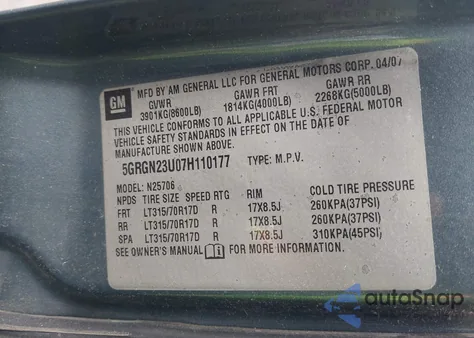 GM
MFD BY AM GENERAL LLC FOR GENERAL MOTORS CORP. 04/07
GVWR GAWR FRT GAWR RR
3901KG(8600LB) 1814KG(4000LB) 2268KG(5000LB)
THIS VEHICLE CONFORMS TO ALL APPLICABLE U.S. FEDERAL MOTOR
VEHICLE SAFETY STANDARDS IN EFFECT ON THE DATE OF
MANUFACTURE SHOWN ABOVE.
5GRGN23U07H110177 TYPE: M.P.V.
MODEL: N25706
NPDS TIRE SIZE SPEED RTG RIM COLD TIRE PRESSURE
FRT LT315/70R17D R 17X8.5J 260KPA(37PSI)
RR LT315/70R17D R 17X8.5J 260KPA(37PSI)
SPA LT315/70R17D R 17X8.5J 310KPA(45PSI)
SEE OWNER'S MANUAL FOR ADDITIONAL INFORMATION.
autoSnap